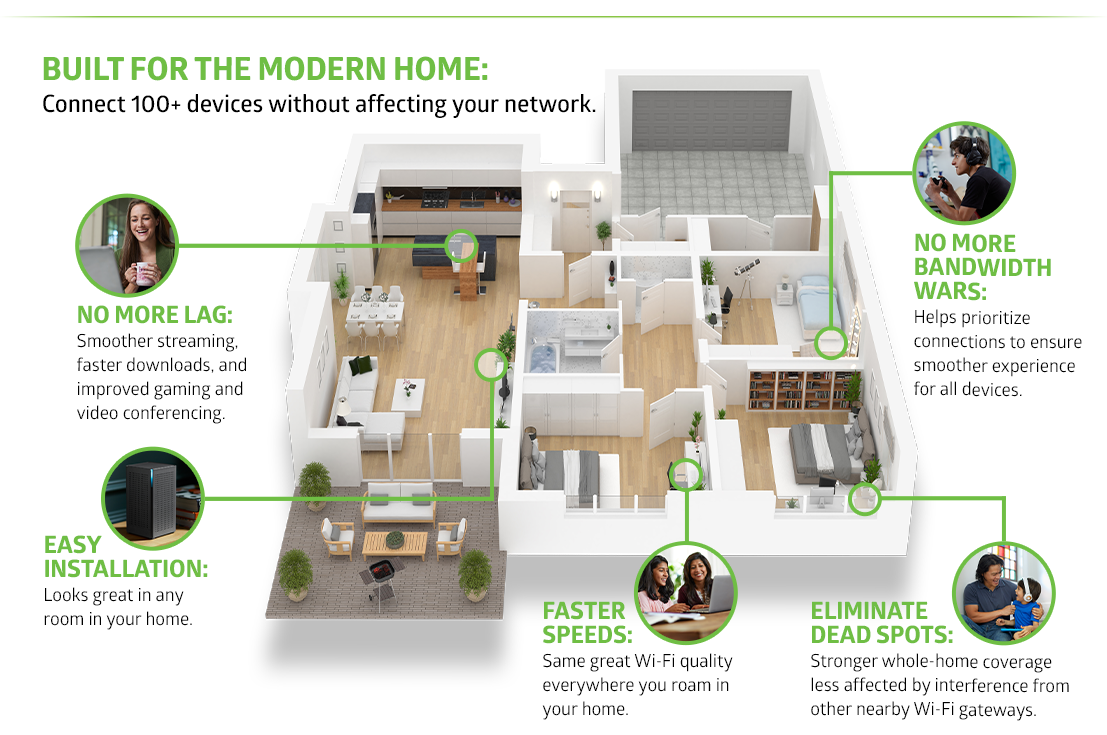 BUILT FOR THE MODERN HOME:
Connect 100+ devices without affecting your network.
NO MORE LAG:
Smoother streaming,
faster downloads, and
improved gaming and
video conferencing.
NO MORE
BANDWIDTH
WARS:
Helps prioritize
connections to ensure
smoother experience
for all devices.
EASY
INSTALLATION:
Looks great in any
room in your home.
FASTER
SPEEDS:
Same great Wi-Fi quality
everywhere you roam in
your home.
ELIMINATE
DEAD SPOTS:
Stronger whole-home coverage
less affected by interference from
other nearby Wi-Fi gateways.